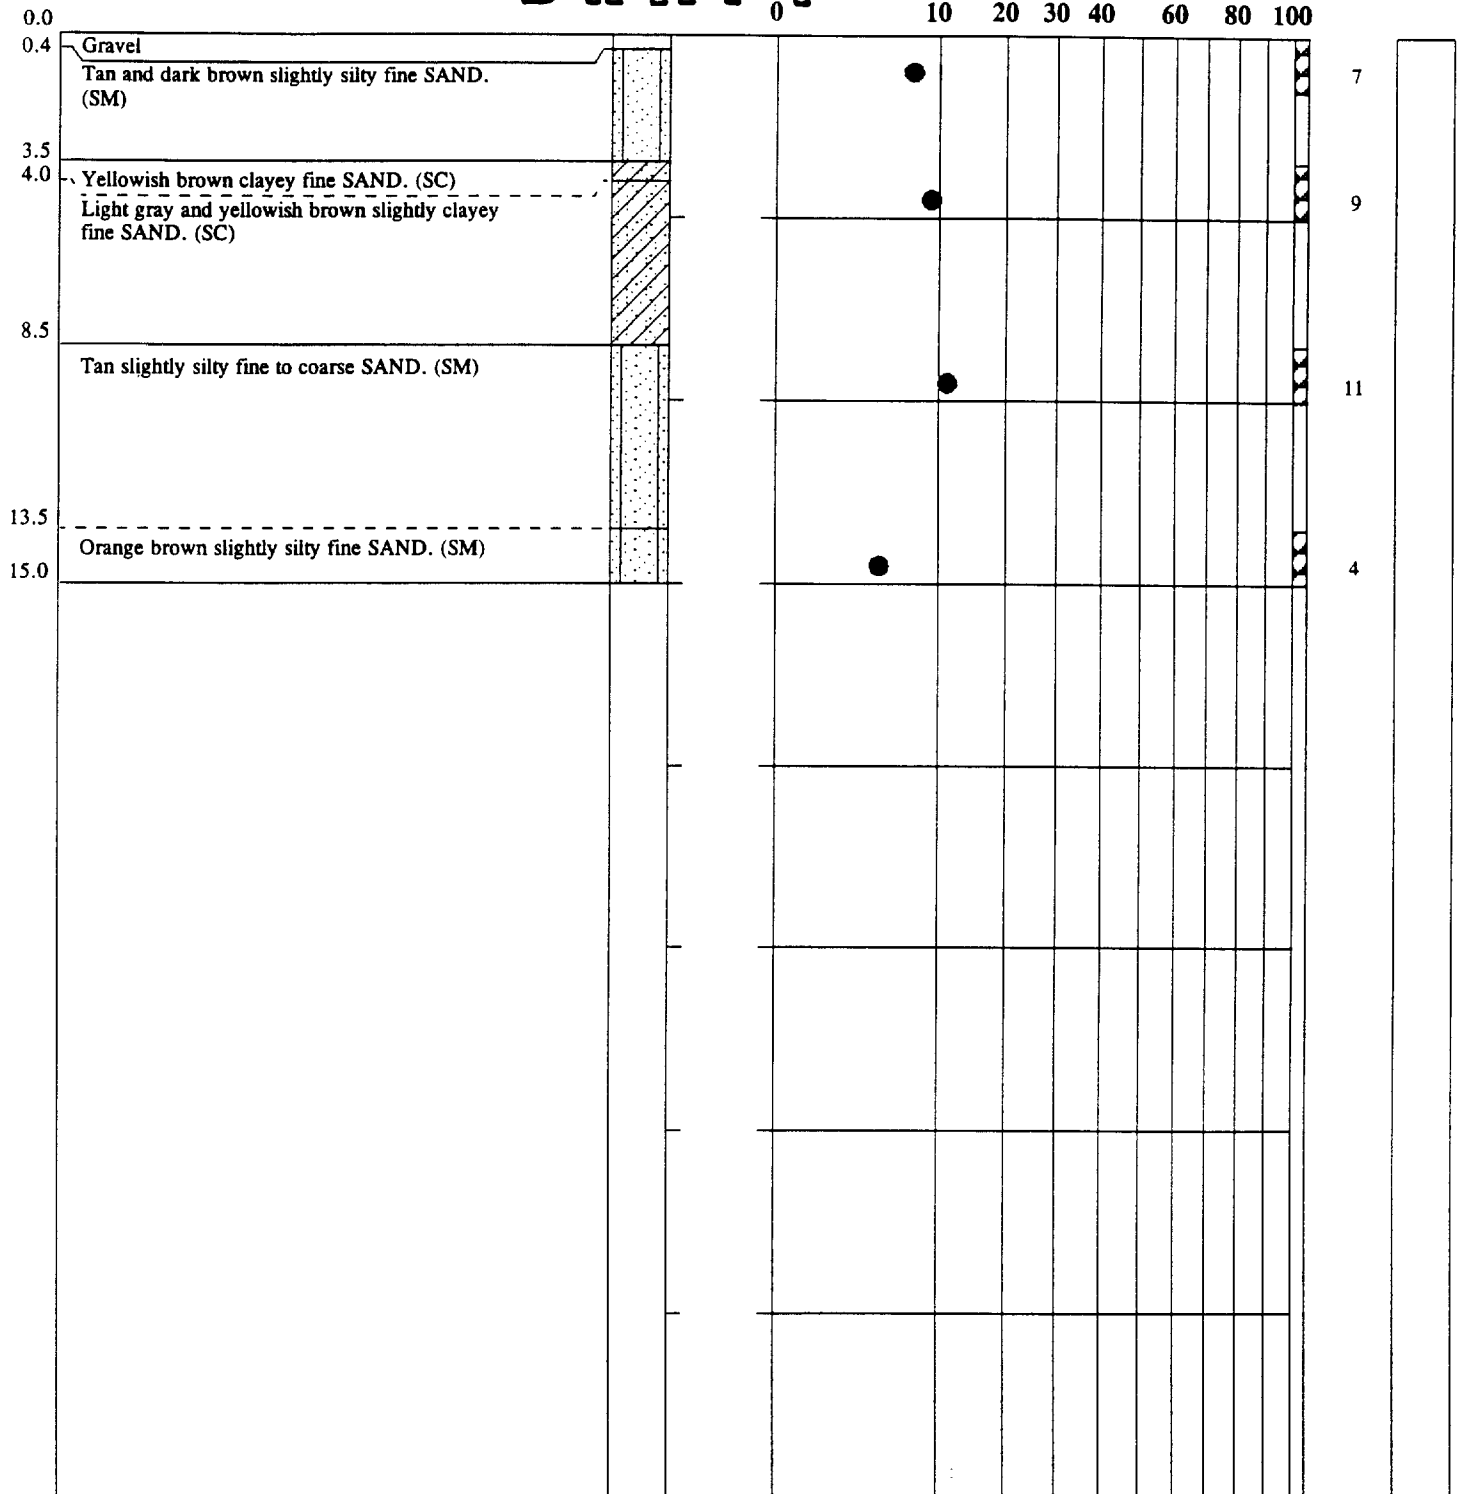 0 10 20 30 40 60 80 100
0.0
0.4 Gravel
Tan and dark brown slightly silty fine SAND. 7
(SM)
3.5
4.0 Yellowish brown clayey fine SAND. (SC)
Light gray and yellowish brown slightly clayey 9
fine SAND. (SC)
8.5
Tan slightly silty fine to coarse SAND. (SM) 11
13.5
Orange brown slightly silty fine SAND. (SM) 4
15.0